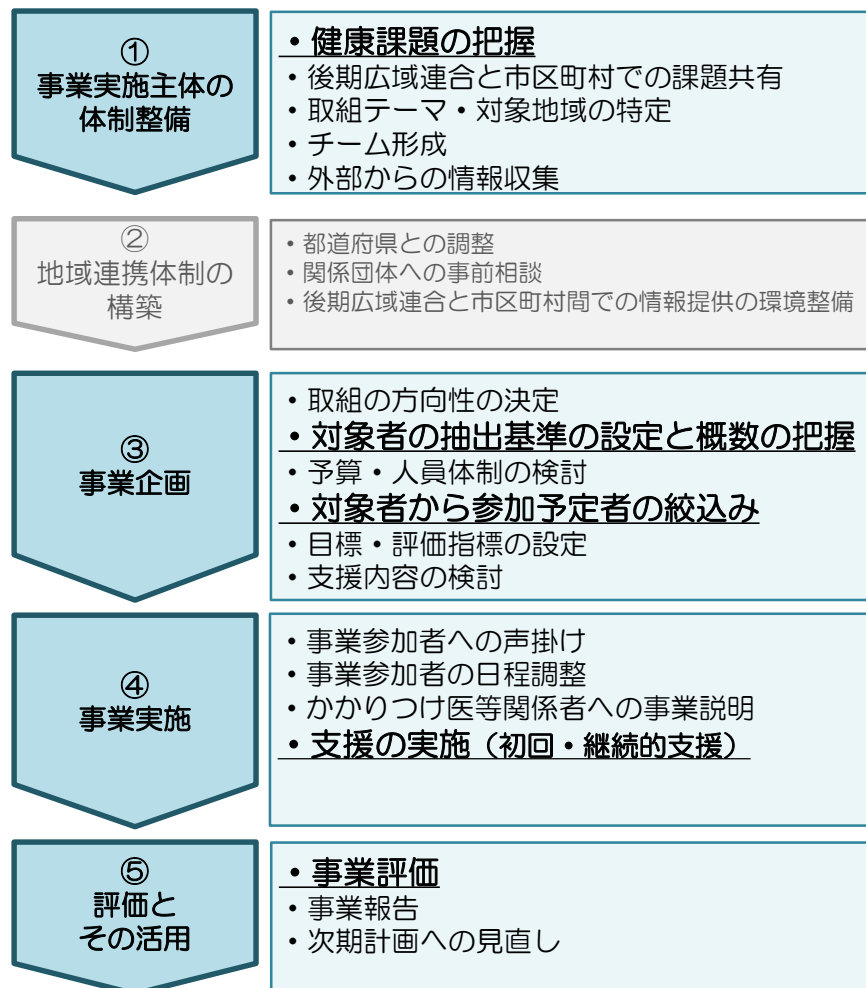 ①
事業実施主体の
体制整備
・健康課題の把握
・後期広域連合と市区町村での課題共有
・取組テーマ・対象地域の特定
・チーム形成
・外部からの情報収集
②
地域連携体制の
構築
・都道府県との調整
・関係団体への事前相談
・後期広域連合と市区町村間での情報提供の環境整備
③
事業企画
・取組の方向性の決定
・対象者の抽出基準の設定と概数の把握
・予算・人員体制の検討
・対象者から参加予定者の絞込み
・目標・評価指標の設定
・支援内容の検討
④
事業実施
・事業参加者への声掛け
・事業参加者の日程調整
・かかりつけ医等関係者への事業説明
・支援の実施（初回・継続的支援）
⑤
評価と
その活用
・事業評価
・事業報告
・次期計画への見直し